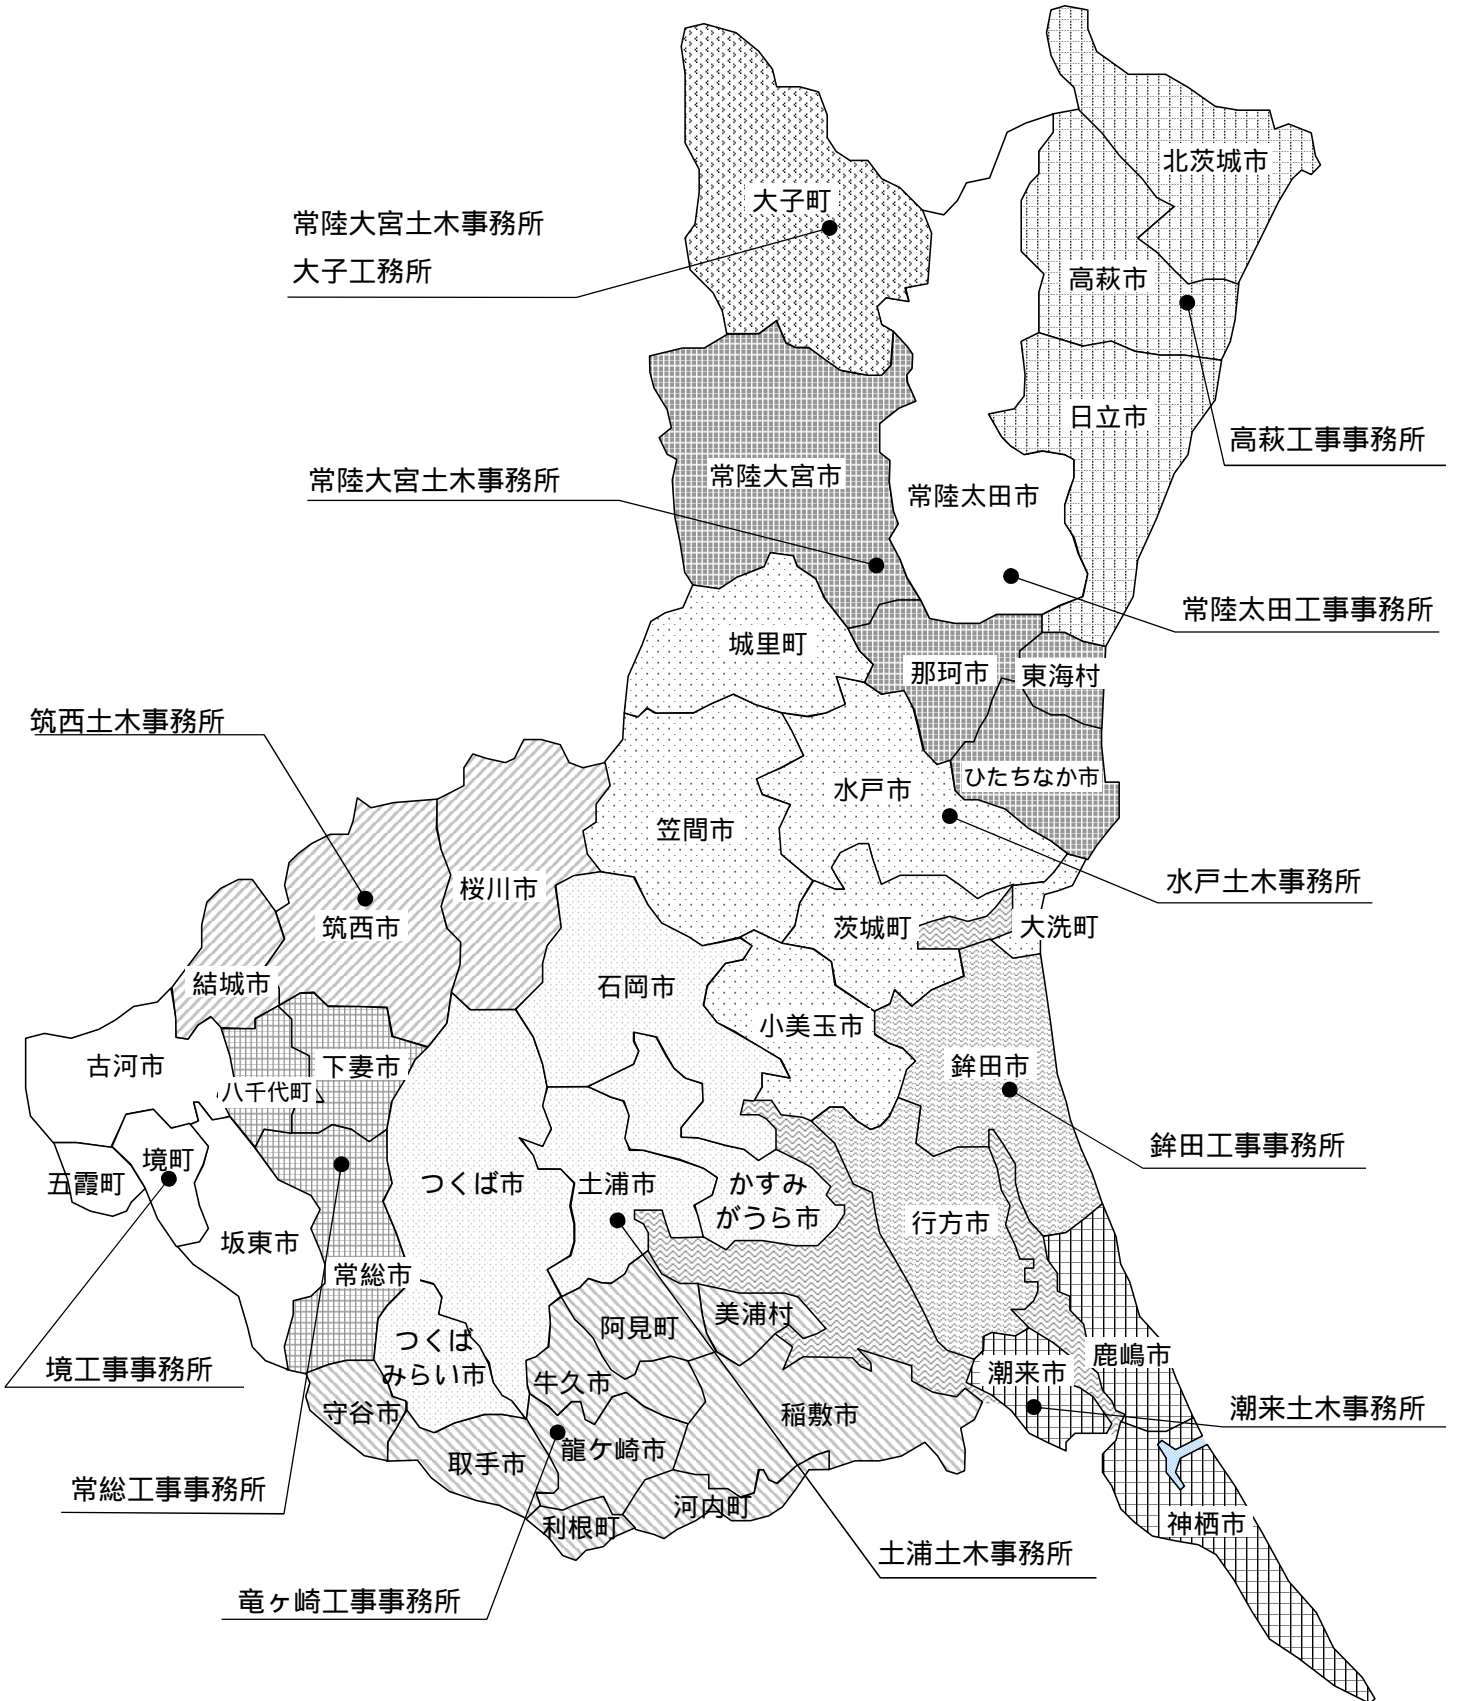 北茨城市
大子町
常陸大宮土木事務所
大子工務所
高萩市
日立市
高萩工事事務所
常陸大宮市
常陸大宮土木事務所
常陸太田市
常陸太田工事事務所
城里町
那珂市
東海村
筑西土木事務所
ひたちなか市
水戸市
笠間市
水戸土木事務所
桜川市
筑西市
茨城町
大洗町
結城市
石岡市
小美玉市
古河市
下妻市
八千代町
鉾田市
鉾田工事事務所
境町
五霞町
つくば市
土浦市
かすみ
がうら市
行方市
坂東市
常総市
美浦村
阿見町
つくば
みらい市
鹿嶋市
潮来市
境工事事務所
牛久市
守谷市
稲敷市
潮来土木事務所
龍ケ崎市
取手市
常総工事事務所
河内町
利根町
神栖市
土浦土木事務所
竜ヶ崎工事事務所